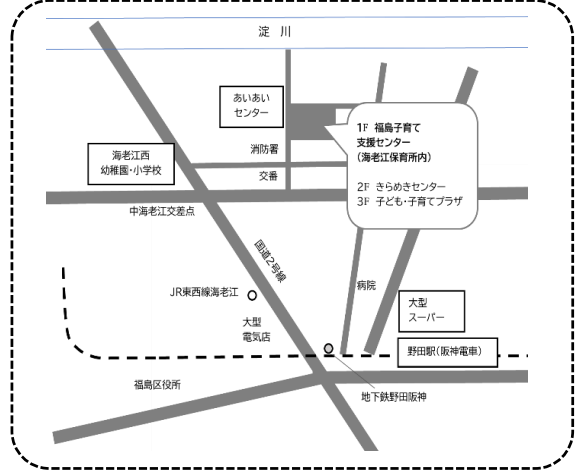 淀　川
あいあい
センター
1F 福島子育て
支援センター
(海老江保育所内)
2F きらめきセンター
3F 子ども・子育てプラザ
消防署
海老江西
幼稚園・小学校
交番
中海老江交差点
国道2号線
JR東西線海老江
病院
大型
スーパー
大型
電気店
野田駅(阪神電車)
福島区役所
地下鉄野田阪神